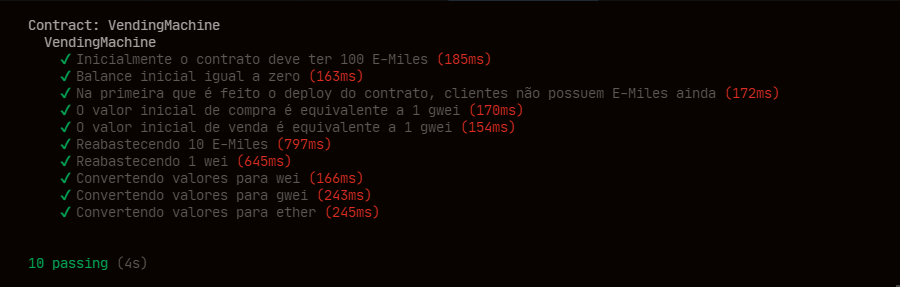 Contract: VendingMachine
VendingMachine
✓ Inicialmente o contrato deve ter 100 E-Miles (185ms)
✓ Balance inicial igual a zero (163ms)
✓ Na primeira que é feito o deploy do contrato, clientes não possuem E-Miles ainda (172ms)
✓ O valor inicial de compra é equivalente a 1 gwei (170ms)
✓ O valor inicial de venda é equivalente a 1 gwei (154ms)
✓ Reabastecendo 10 E-Miles (797ms)
✓ Reabastecendo 1 wei (645ms)
✓ Convertendo valores para wei (166ms)
✓ Convertendo valores para gwei (243ms)
✓ Convertendo valores para ether (245ms)
10 passing (4s)